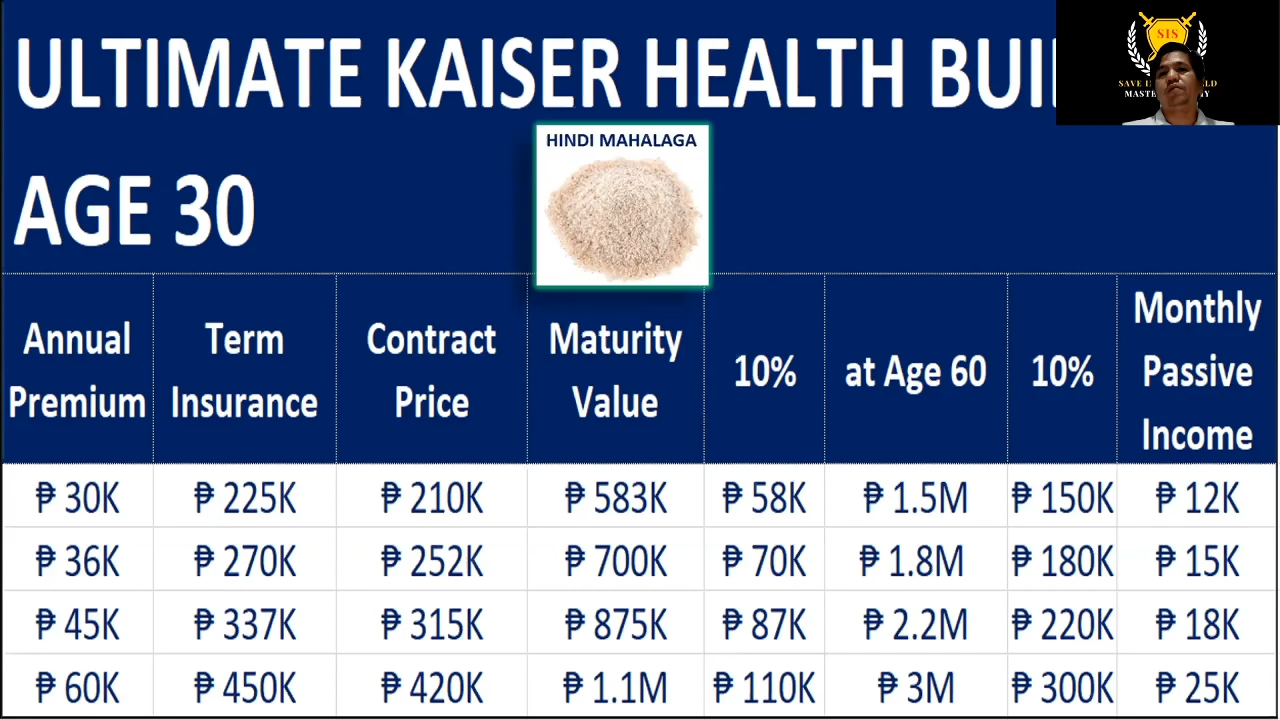 ULTIMATE KAISER HEALTH
AGE 30
HINDI MAHALAGA
SIS
Annual Premium
Term Insurance
Contract Price
Maturity Value
10%
at Age 60
10%
Monthly Passive Income
₱ 30K ₱ 225K ₱ 210K ₱ 583K ₱ 58K ₱ 1.5M ₱ 150K ₱ 12K
₱ 36K ₱ 270K ₱ 252K ₱ 700K ₱ 70K ₱ 1.8M ₱ 180K ₱ 15K
₱ 45K ₱ 337K ₱ 315K ₱ 875K ₱ 87K ₱ 2.2M ₱ 220K ₱ 18K
₱ 60K ₱ 450K ₱ 420K ₱ 1.1M ₱ 110K ₱ 3M ₱ 300K ₱ 25K